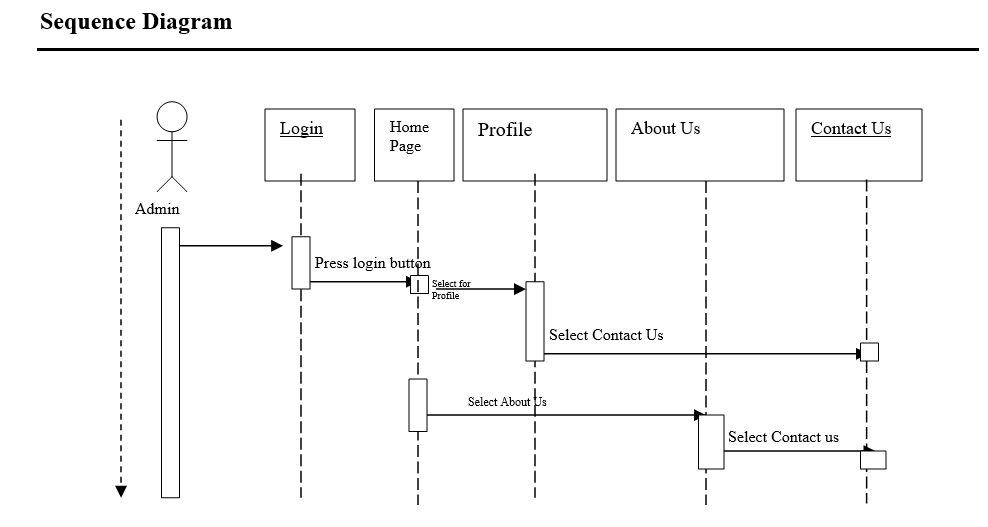 Sequence Diagram
Login
Home
Page
Profile
About Us
Contact Us
Admin
Press login button
Select for
Profile
Select Contact Us
Select About Us
Select Contact us